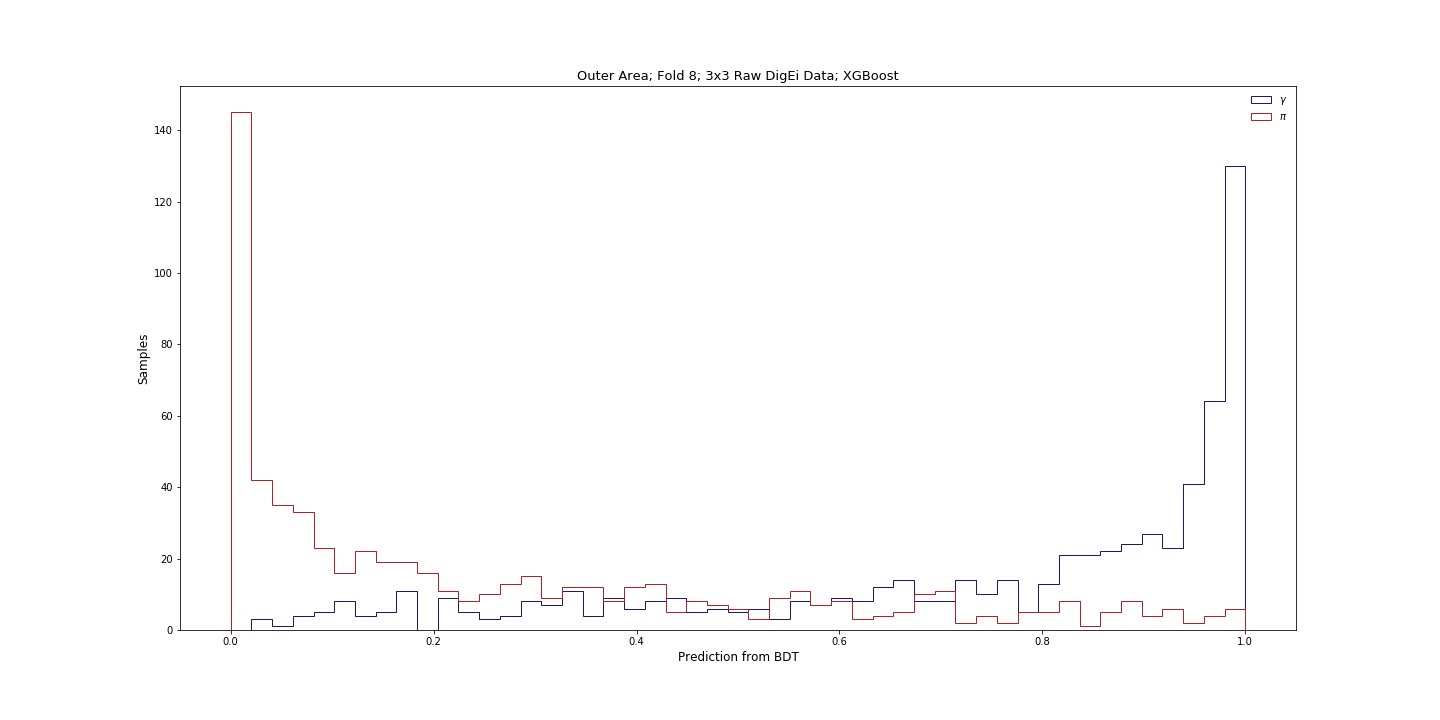 Outer Area; Fold 8; 3x3 Raw DigEi Data; XGBoost
γ
π
140
120
100
80
60
40
20
0
Samples
0.0 0.2 0.4 0.6 0.8 1.0
Prediction from BDT